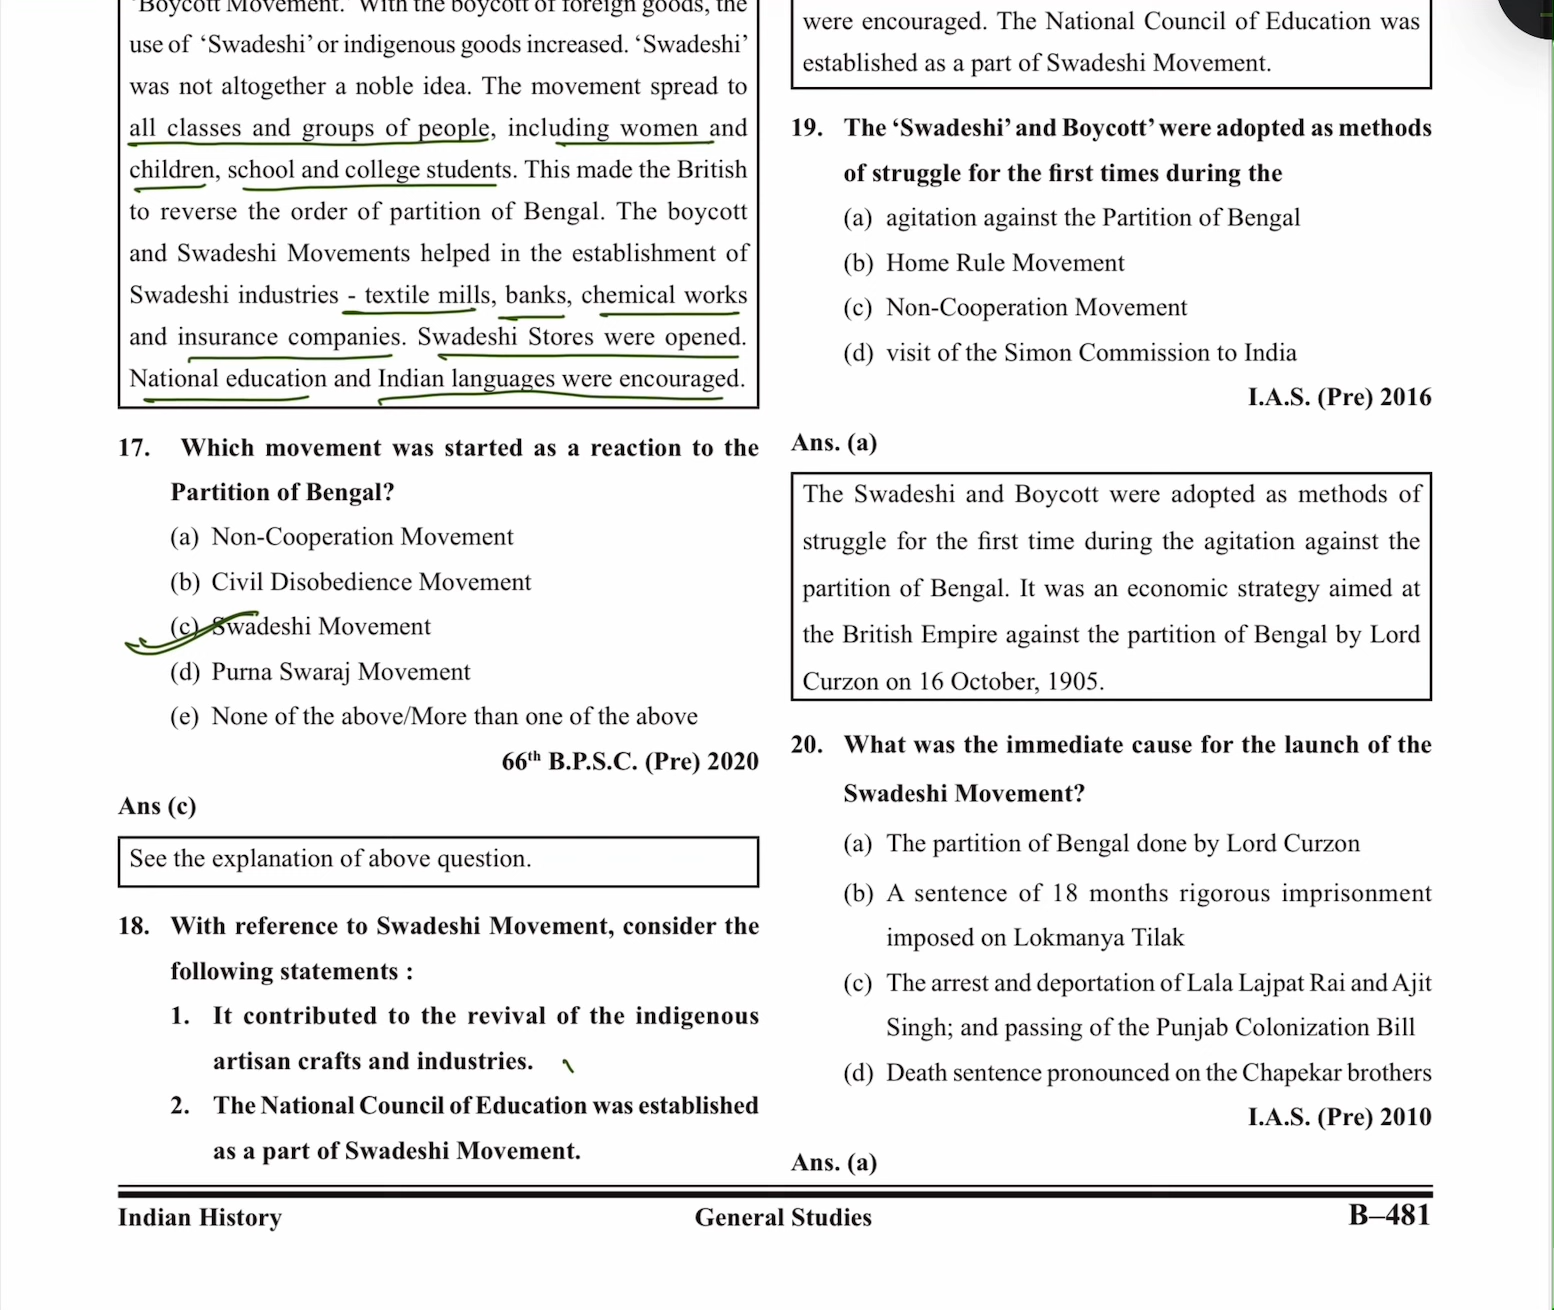 'Boycott Movement.' With the boycott of foreign goods, the
use of ‘Swadeshi’ or indigenous goods increased. ‘Swadeshi’
was not altogether a noble idea. The movement spread to
all classes and groups of people, including women and
children, school and college students. This made the British
to reverse the order of partition of Bengal. The boycott
and Swadeshi Movements helped in the establishment of
Swadeshi industries - textile mills, banks, chemical works
and insurance companies. Swadeshi Stores were opened.
National education and Indian languages were encouraged.
17. Which movement was started as a reaction to the
Partition of Bengal?
(a) Non-Cooperation Movement
(b) Civil Disobedience Movement
(c) Swadeshi Movement
(d) Purna Swaraj Movement
(e) None of the above/More than one of the above
66th B.P.S.C. (Pre) 2020
Ans (c)
See the explanation of above question.
18. With reference to Swadeshi Movement, consider the
following statements :
1. It contributed to the revival of the indigenous
artisan crafts and industries.
2. The National Council of Education was established
as a part of Swadeshi Movement.
were encouraged. The National Council of Education was
established as a part of Swadeshi Movement.
19. The ‘Swadeshi’ and Boycott’ were adopted as methods
of struggle for the first times during the
(a) agitation against the Partition of Bengal
(b) Home Rule Movement
(c) Non-Cooperation Movement
(d) visit of the Simon Commission to India
I.A.S. (Pre) 2016
Ans. (a)
The Swadeshi and Boycott were adopted as methods of
struggle for the first time during the agitation against the
partition of Bengal. It was an economic strategy aimed at
the British Empire against the partition of Bengal by Lord
Curzon on 16 October, 1905.
20. What was the immediate cause for the launch of the
Swadeshi Movement?
(a) The partition of Bengal done by Lord Curzon
(b) A sentence of 18 months rigorous imprisonment
imposed on Lokmanya Tilak
(c) The arrest and deportation of Lala Lajpat Rai and Ajit
Singh; and passing of the Punjab Colonization Bill
(d) Death sentence pronounced on the Chapekar brothers
I.A.S. (Pre) 2010
Ans. (a)
Indian History
General Studies
B–481